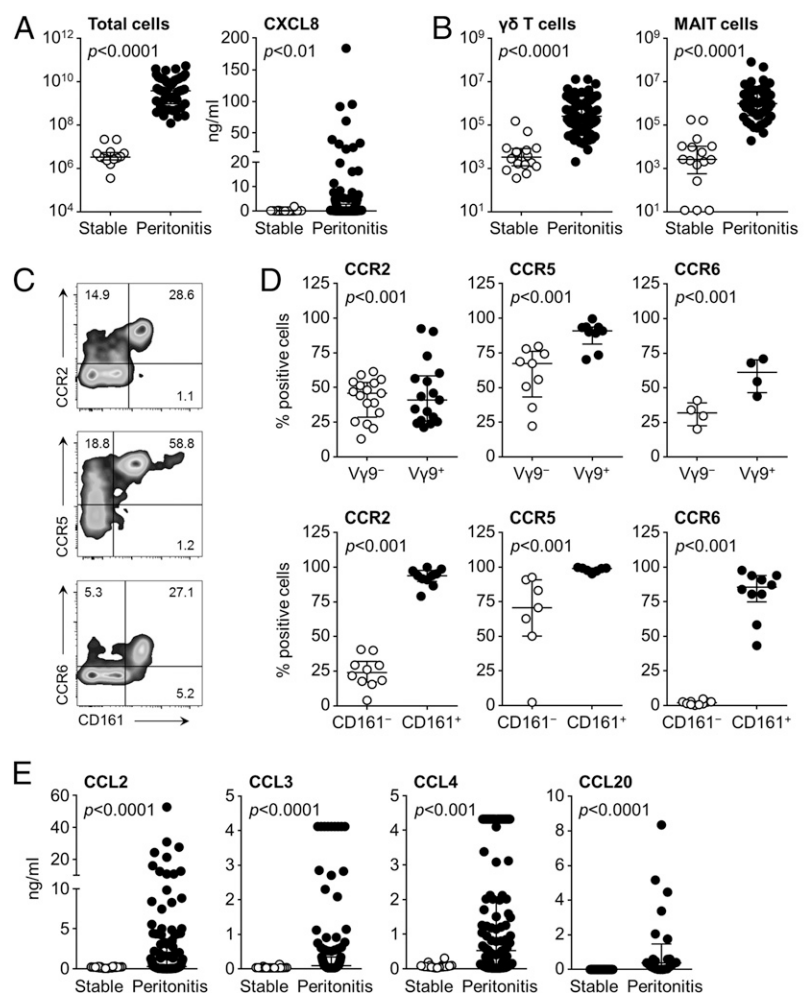 A
Total cells
p<0.0001
10^12
10^10
10^8
10^6
10^4
Stable
Peritonitis
CXCL8
p<0.01
ng/ml
200
150
100
50
20
10
0
Stable
Peritonitis
B
γδ T cells
p<0.0001
10^9
10^7
10^5
10^3
10^1
Stable
Peritonitis
MAIT cells
p<0.0001
10^9
10^7
10^5
10^3
10^1
Stable
Peritonitis
C
14.9
28.6
1.1
CCR2
18.8
58.8
1.2
CCR5
5.3
27.1
5.2
CCR6
CD161
D
CCR2
p<0.001
% positive cells
125
100
75
50
25
0
Vγ9−
Vγ9+
CCR5
p<0.001
125
100
75
50
25
0
Vγ9−
Vγ9+
CCR6
p<0.001
125
100
75
50
25
0
Vγ9−
Vγ9+
CCR2
p<0.001
% positive cells
125
100
75
50
25
0
CD161−
CD161+
CCR5
p<0.001
125
100
75
50
25
0
CD161−
CD161+
CCR6
p<0.001
125
100
75
50
25
0
CD161−
CD161+
E
CCL2
p<0.0001
ng/ml
60
40
20
10
5
0
Stable
Peritonitis
CCL3
p<0.0001
5
4
3
2
1
0
Stable
Peritonitis
CCL4
p<0.001
5
4
3
2
1
0
Stable
Peritonitis
CCL20
p<0.0001
10
8
6
4
2
0
Stable
Peritonitis